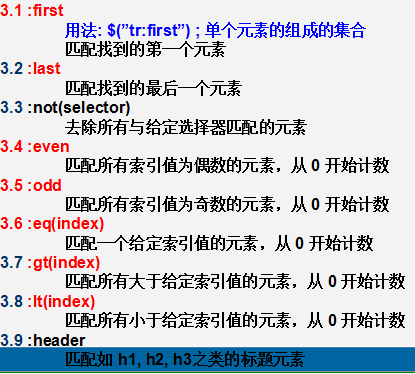 3.1 :first
用法: $(”tr:first”) ; 单个元素的组成的集合
匹配找到的第一个元素
3.2 :last
匹配找到的最后一个元素
3.3 :not(selector)
去除所有与给定选择器匹配的元素
3.4 :even
匹配所有索引值为偶数的元素，从 0 开始计数
3.5 :odd
匹配所有索引值为奇数的元素，从 0 开始计数
3.6 :eq(index)
匹配一个给定索引值的元素，从 0 开始计数
3.7 :gt(index)
匹配所有大于给定索引值的元素，从 0 开始计数
3.8 :lt(index)
匹配所有小于给定索引值的元素，从 0 开始计数
3.9 :header
匹配如 h1, h2, h3之类的标题元素